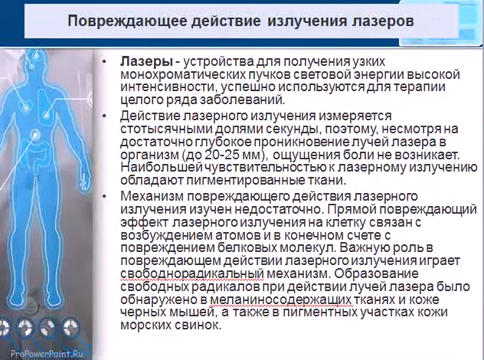 Повреждающее действие излучения лазеров
• Лазеры - устройства для получения узких
монохроматических пучков световой энергии высокой
интенсивности, успешно используются для терапии
целого ряда заболеваний.
• Действие лазерного излучения измеряется
стотысячными долями секунды, поэтому, несмотря на
достаточно глубокое проникновение лучей лазера в
организм (до 20-25 мм), ощущения боли не возникает.
Наибольшей чувствительностью к лазерному излучению
обладают пигментированные ткани.
• Механизм повреждающего действия лазерного
излучения изучен недостаточно. Прямой повреждающий
эффект лазерного излучения на клетку связан с
возбуждением атомов и в конечном счете с
повреждением белковых молекул. Важную роль в
повреждающем действии лазерного излучения играет
свободнорадикальный механизм. Образование
свободных радикалов при действии лучей лазера было
обнаружено в меланиносодержащих тканях и коже
черных мышей, а также в пигментных участках кожи
морских свинок.
ProPowerPoint.Ru